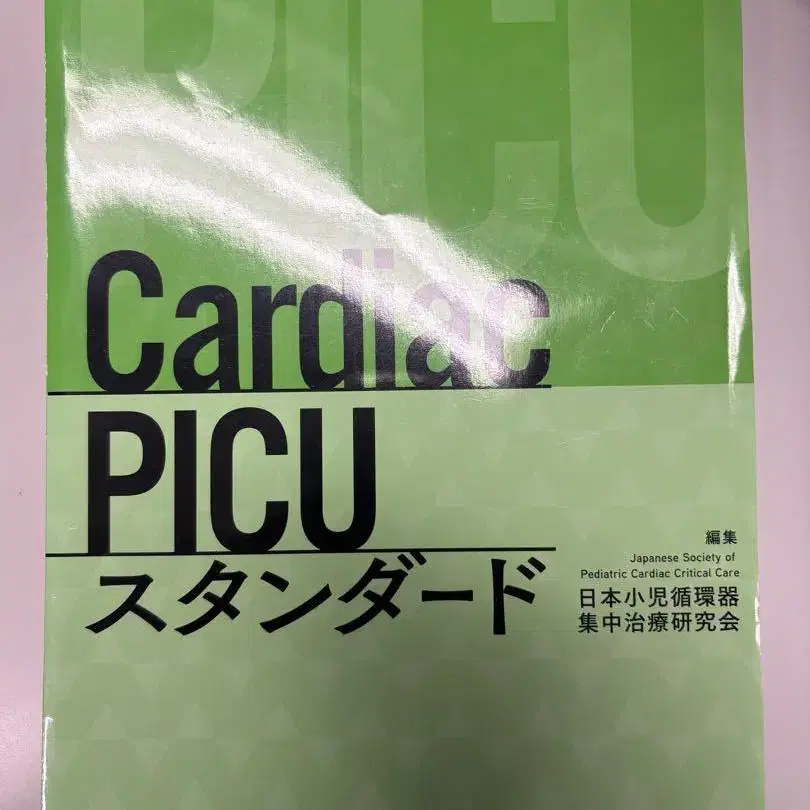 PICU
Cardiac
PICU
スタンダード
編集
Japanese Society of
Pediatric Cardiac Critical Care
日本小児循環器
集中治療研究会